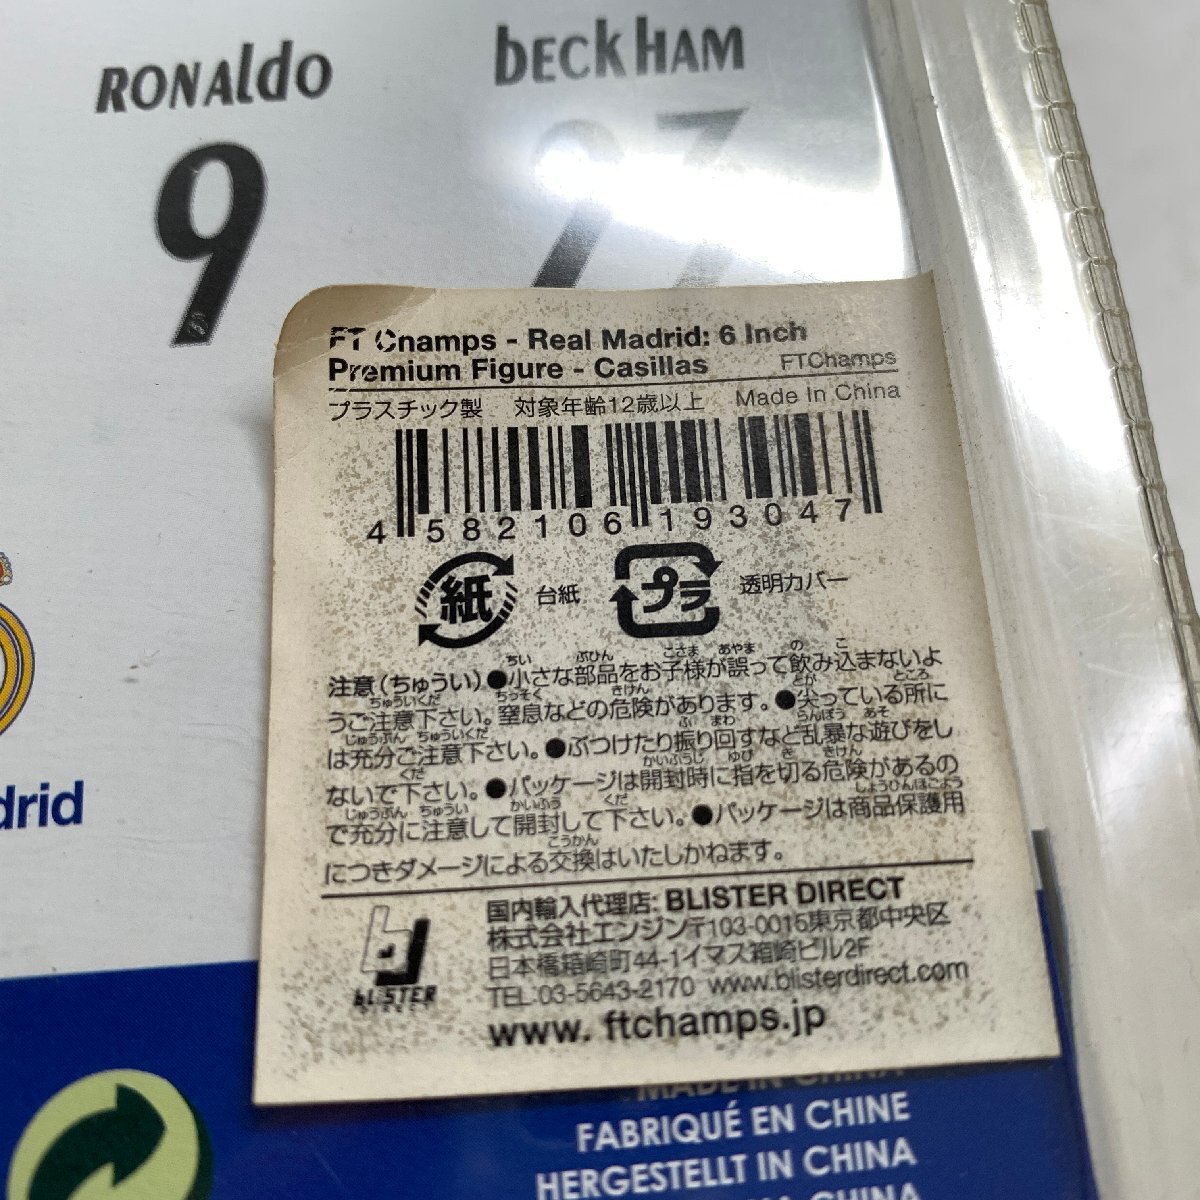 RONALdO
bECKHAM
9
23
FT Champs - Real Madrid: 6 Inch
Premium Figure - Casillas FTChamps
プラスチック製 対象年齢12歳以上 Made In China
4 582106 193047
紙 台紙 プラ 透明カバー
注意(ちゅうい)●小さな部品をお子様が誤って飲み込まないよ
うご注意下さい。窒息などの危険があります。●尖っている所に
は充分ご注意下さい。●ぶつけたり振り回すなど乱暴な遊びをし
ないで下さい。●パッケージは開封時に指を切る危険があるの
で充分に注意して開封して下さい。●パッケージは商品保護用
につきダメージによる交換はいたしかねます。
国内輸入代理店: BLISTER DIRECT
株式会社エンジン〒103-0015東京都中央区
日本橋箱崎町44-1イマス箱崎ビル2F
TEL:03-5643-2170 www.blisterdirect.com
www. ftchamps.jp
bLiSTER
DIRECT
drid
MADE IN CHINA
FABRIQUÉ EN CHINE
HERGESTELLT IN CHINA
CHINA